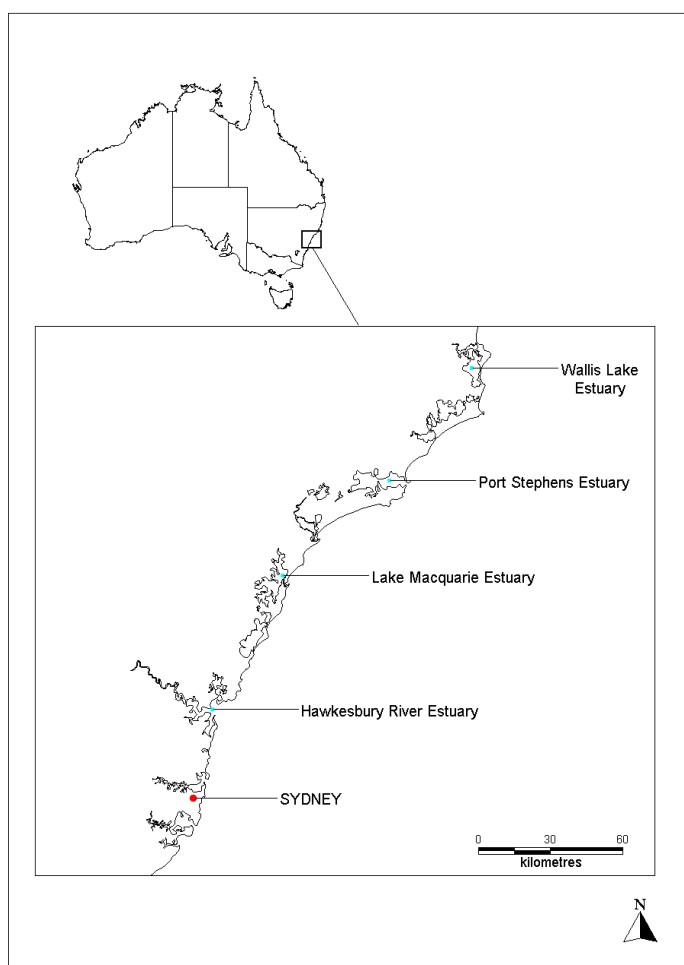 Wallis Lake
Estuary
Port Stephens Estuary
Lake Macquarie Estuary
Hawkesbury River Estuary
SYDNEY
0 30 60
kilometres
N